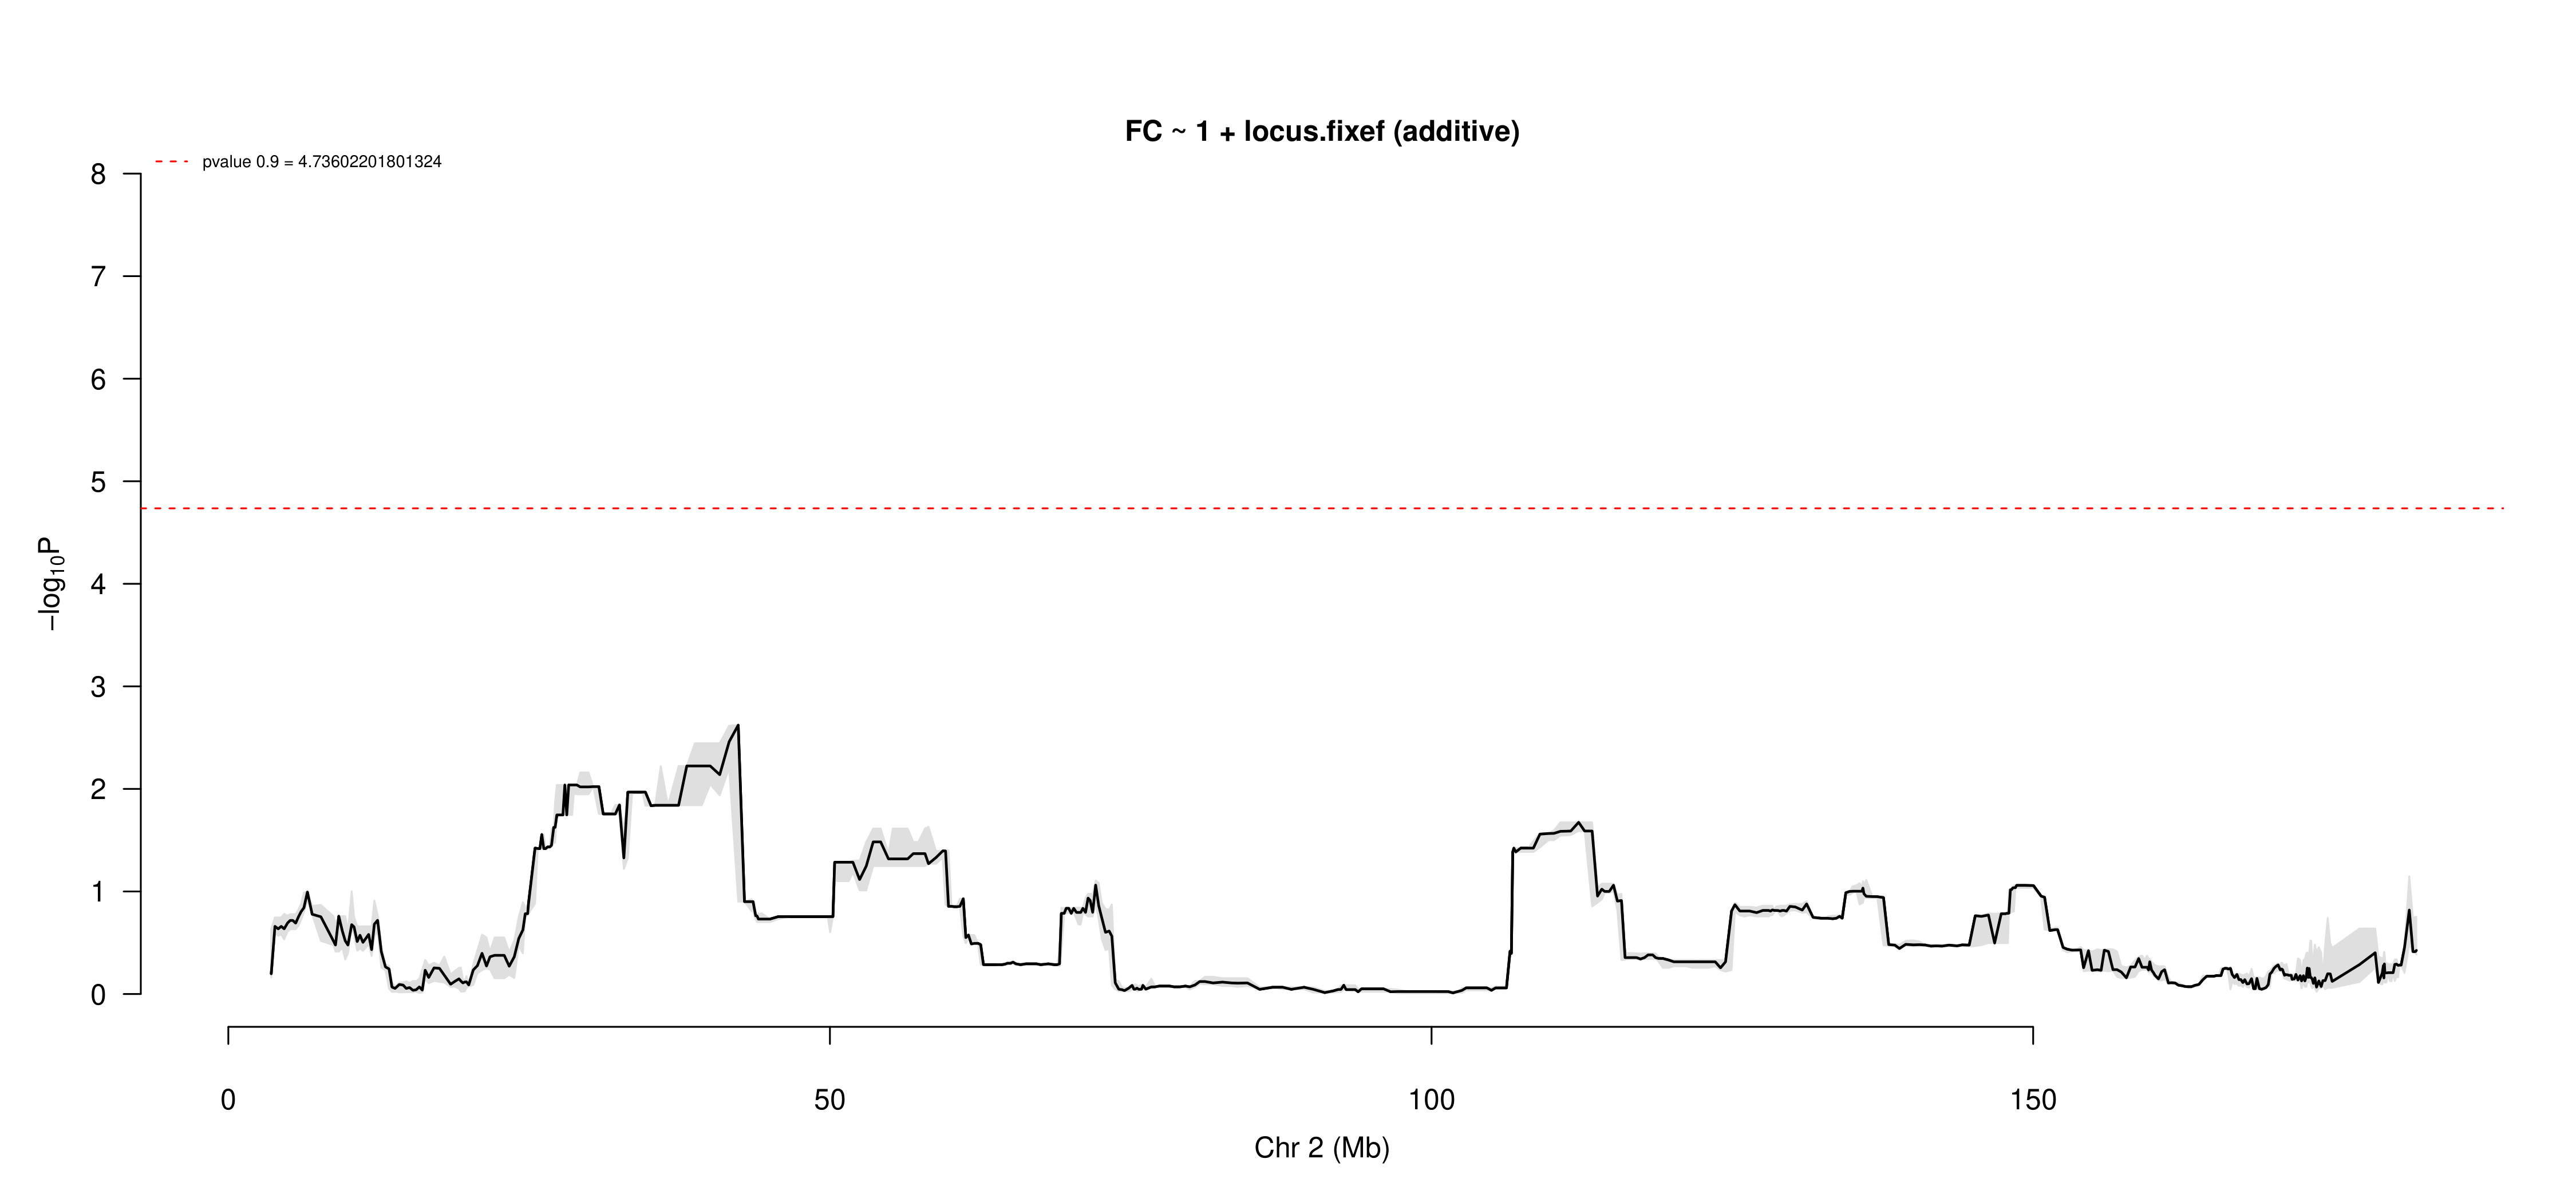 FC ~ 1 + locus.fixef (additive)
pvalue 0.9 = 4.73602201801324
8
7
6
5
4
3
2
1
0
−log10P
0 50 100 150
Chr 2 (Mb)